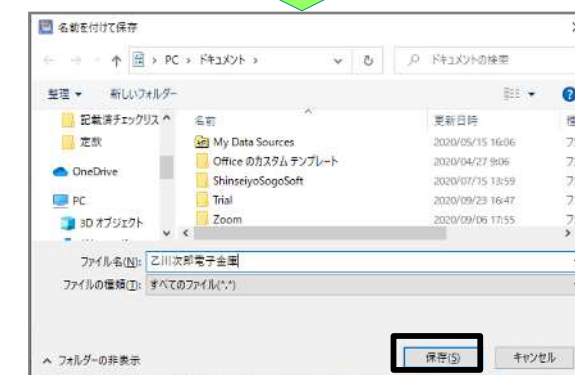 名前を付けて保存
PC › ドキュメント ›
ドキュメントの検索
整理 新しいフォルダー
名前 更新日時
記載済チェックリス
定款
OneDrive
PC
3D オブジェクト
My Data Sources 2020/05/15 16:06
Office のカスタム テンプレート 2020/04/27 9:06
ShinseiyoSogoSoft 2020/07/15 13:59
Trial 2020/09/23 16:47
Zoom 2020/09/06 17:55
ファイル名(N): 乙川次郎電子金庫
ファイルの種類(T): すべてのファイル(*.*)
フォルダーの非表示
保存(S) キャンセル